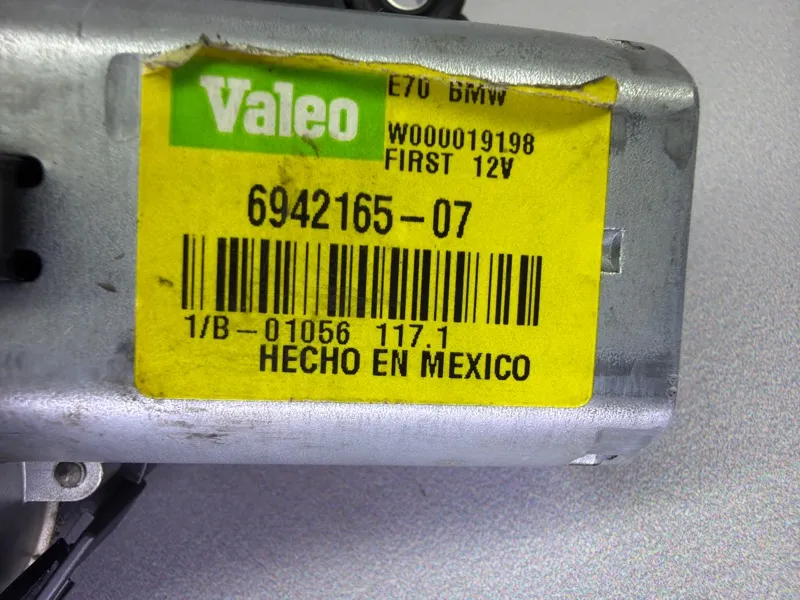 Valeo
E70 BMW
W000019198
FIRST 12V
6942165-07
1/B-01056 117.1
HECHO EN MEXICO